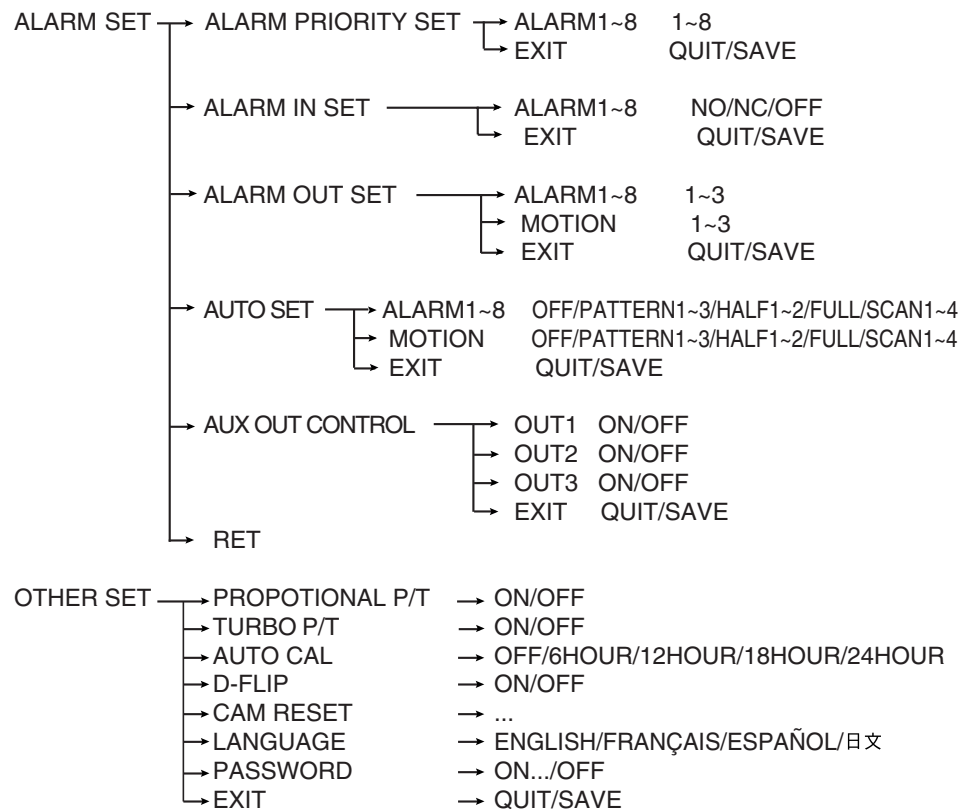 ALARM SET ALARM PRIORITY SET ALARM1~8 1~8
EXIT QUIT/SAVE
ALARM IN SET ALARM1~8 NO/NC/OFF
EXIT QUIT/SAVE
ALARM OUT SET ALARM1~8 1~3
MOTION 1~3
EXIT QUIT/SAVE
AUTO SET ALARM1~8 OFF/PATTERN1~3/HALF1~2/FULL/SCAN1~4
MOTION OFF/PATTERN1~3/HALF1~2/FULL/SCAN1~4
EXIT QUIT/SAVE
AUX OUT CONTROL OUT1 ON/OFF
OUT2 ON/OFF
OUT3 ON/OFF
EXIT QUIT/SAVE
RET
OTHER SET PROPOTIONAL P/T ON/OFF
TURBO P/T ON/OFF
AUTO CAL OFF/6HOUR/12HOUR/18HOUR/24HOUR
D-FLIP ON/OFF
CAM RESET ...
LANGUAGE ENGLISH/FRANÇAIS/ESPAÑOL/日文
PASSWORD ON.../OFF
EXIT QUIT/SAVE